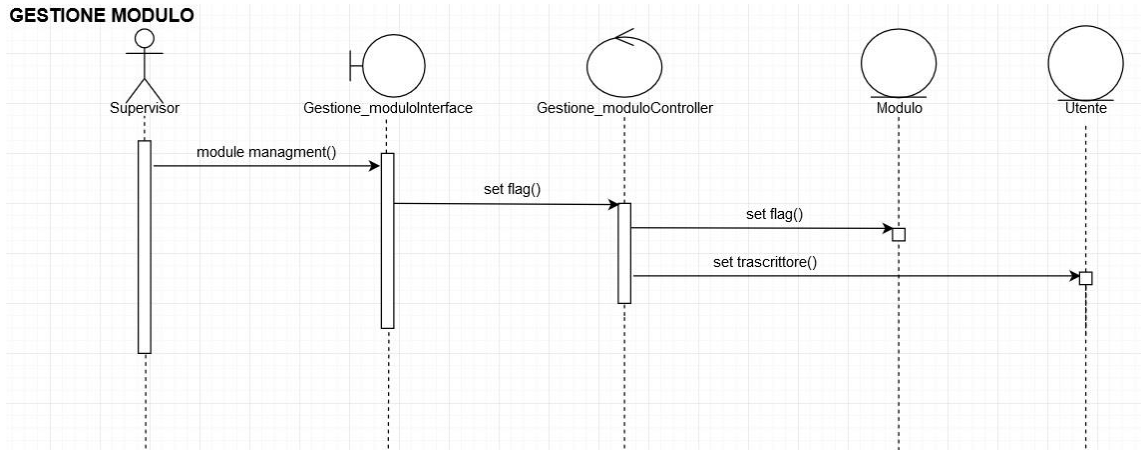 GESTIONE MODULO
Supervisor
Gestione_moduloInterface
Gestione_moduloController
Modulo
Utente
module managment()
set flag()
set flag()
set trascrittore()